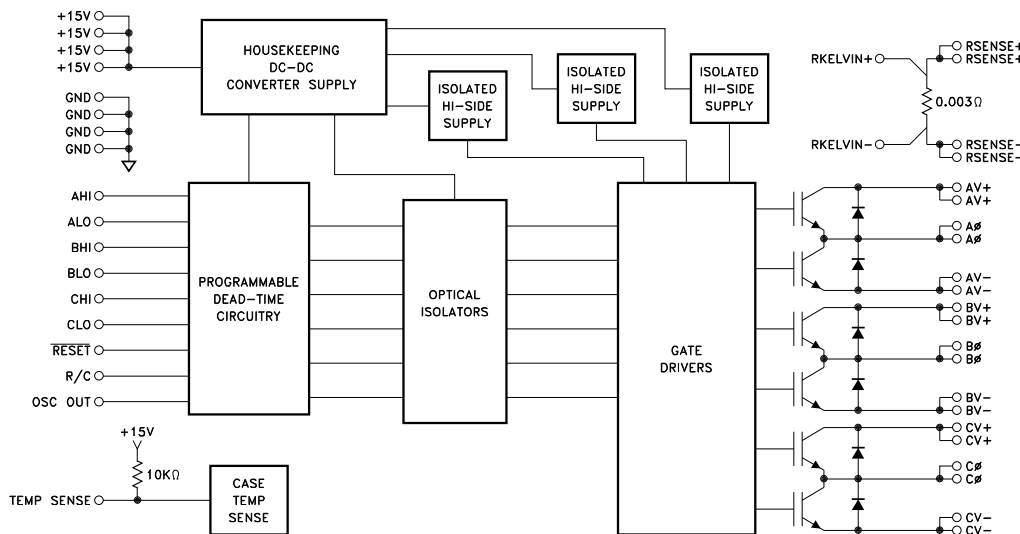 +15V
+15V
+15V
+15V
GND
GND
GND
GND
HOUSEKEEPING
DC-DC
CONVERTER SUPPLY
ISOLATED
HI-SIDE
SUPPLY
ISOLATED
HI-SIDE
SUPPLY
ISOLATED
HI-SIDE
SUPPLY
RKELVIN+
RSENSE+
RSENSE+
0.003Ω
RKELVIN-
RSENSE-
RSENSE-
AHI
ALO
BHI
BLO
CHI
CLO
RESET
R/C
OSC OUT
PROGRAMMABLE
DEAD-TIME
CIRCUITRY
OPTICAL
ISOLATORS
GATE
DRIVERS
AV+
AV+
AØ
AØ
AV-
AV-
BV+
BV+
BØ
BØ
BV-
BV-
CV+
CV+
CØ
CØ
CV-
CV-
+15V
10KΩ
TEMP SENSE
CASE
TEMP
SENSE